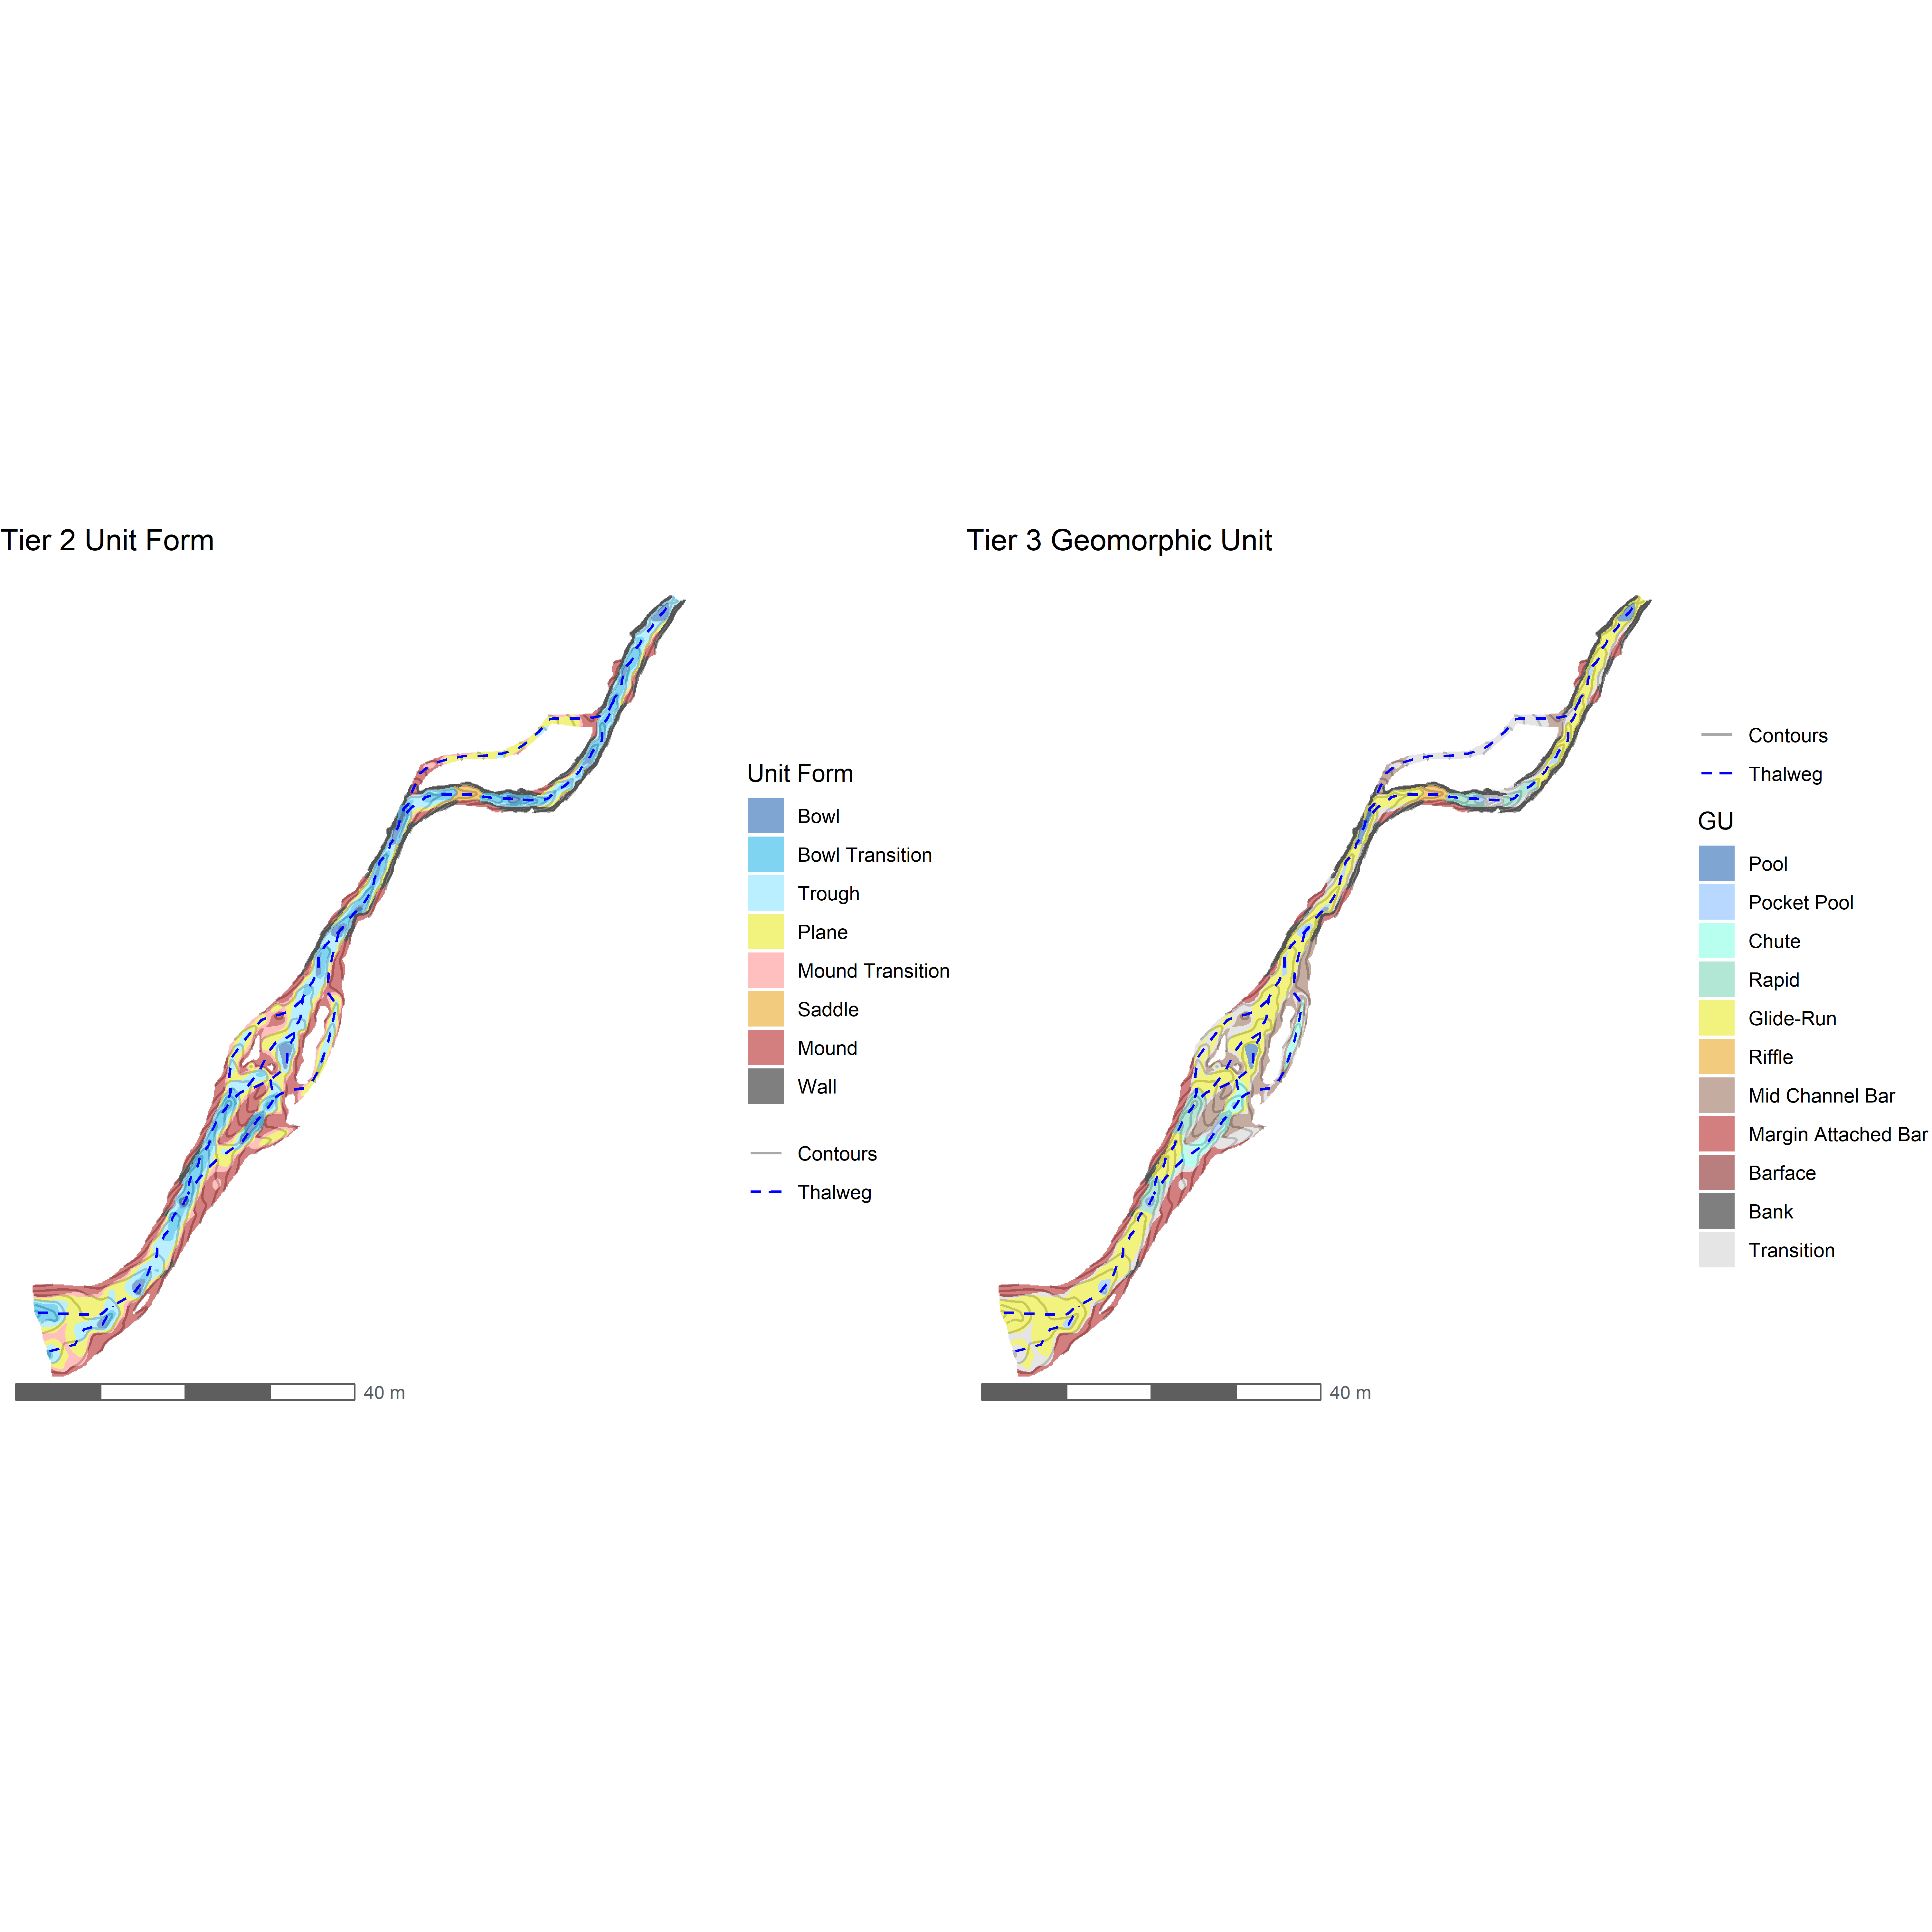 Tier 2 Unit Form
Unit Form
Bowl
Bowl Transition
Trough
Plane
Mound Transition
Saddle
Mound
Wall
Contours
Thalweg
40 m
Tier 3 Geomorphic Unit
Contours
Thalweg
GU
Pool
Pocket Pool
Chute
Rapid
Glide-Run
Riffle
Mid Channel Bar
Margin Attached Bar
Barface
Bank
Transition
40 m